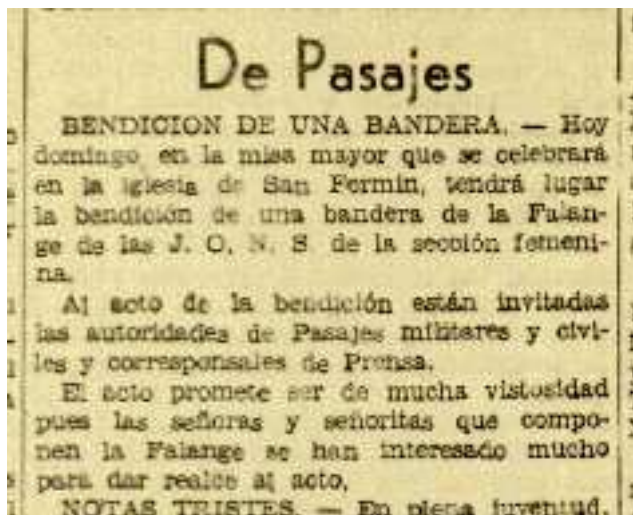 De Pasajes
BENDICION DE UNA BANDERA. — Hoy
domingo en la misa mayor que se celebrará
en la iglesia de San Fermin, tendrá lugar
la bendición de una bandera de la Falan-
ge de las J. O. N. S. de la sección femeni-
na.
Al acto de la bendición están invitadas
las autoridades de Pasajes militares y civi-
les y corresponsales de Prensa.
El acto promete ser de mucha vistosidad
pues las señoras y señoritas que compo-
nen la Falange se han interesado mucho
para dar realce al acto.
NOTAS TRISTES. — En plena juventud,